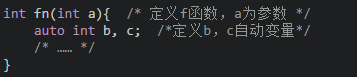 int fn(int a){  /* 定义f函数，a为参数 */
    auto int b, c;  /*定义b，c自动变量*/
    /* …… */
}